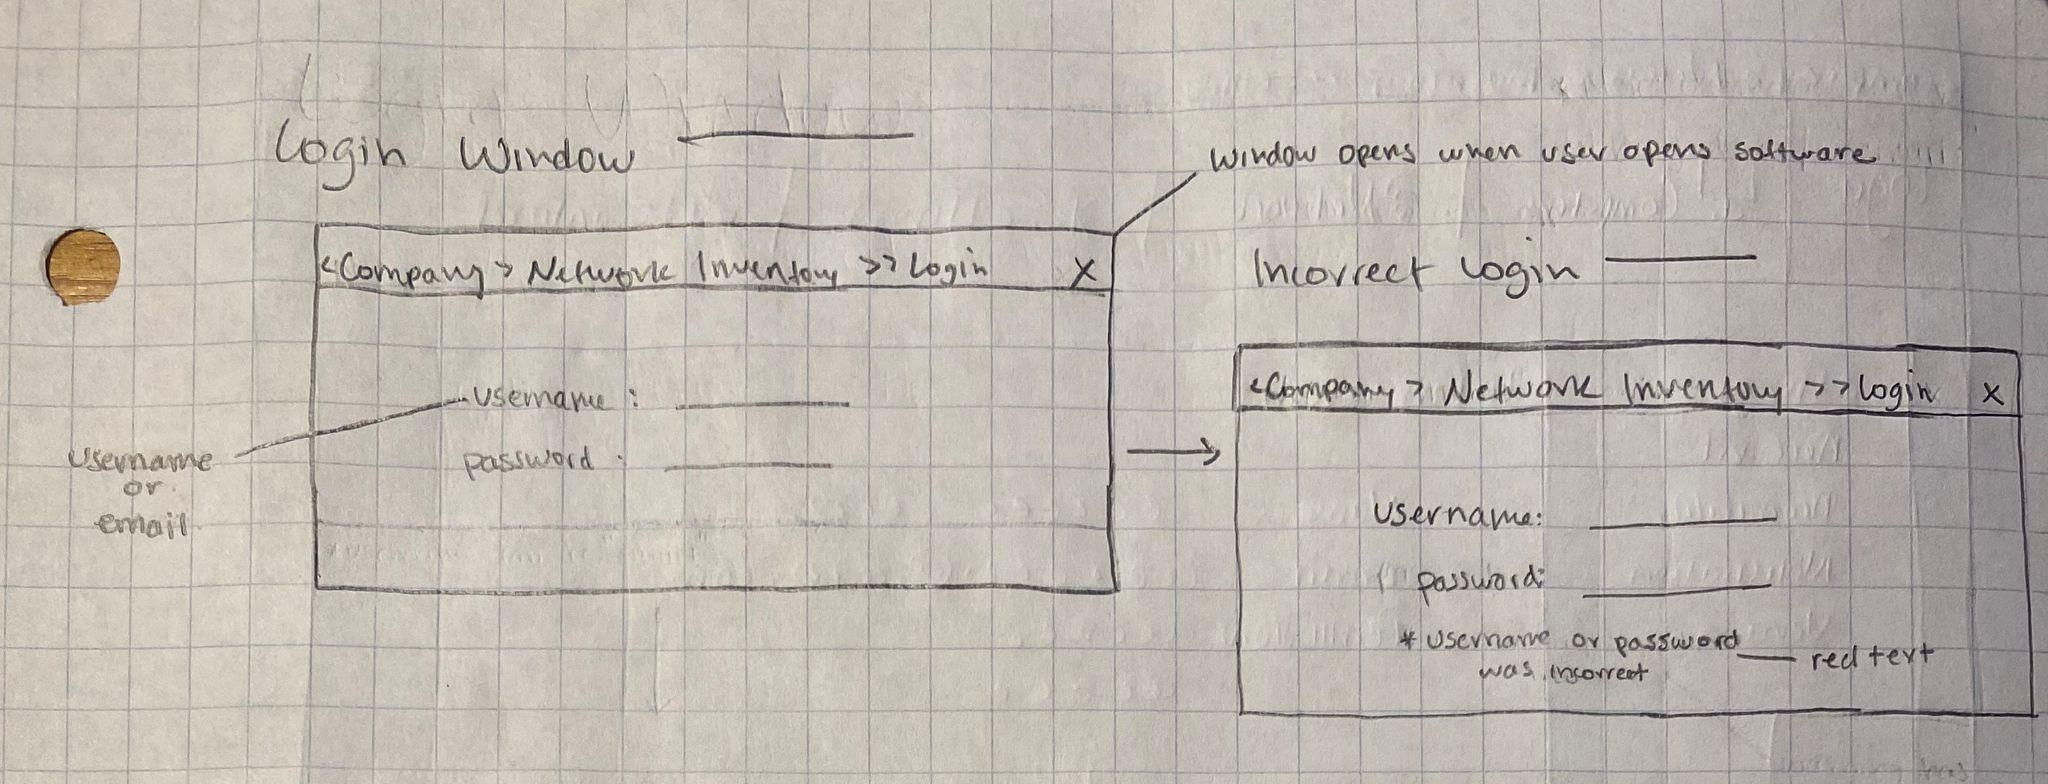 Login Window
Window opens when user opens software
<Company> Network Inventory >> Login X
username :
password :
username
or
email
Incorrect Login
<Company> Network Inventory >> Login X
username:
password:
* username or password
was incorrect
red text